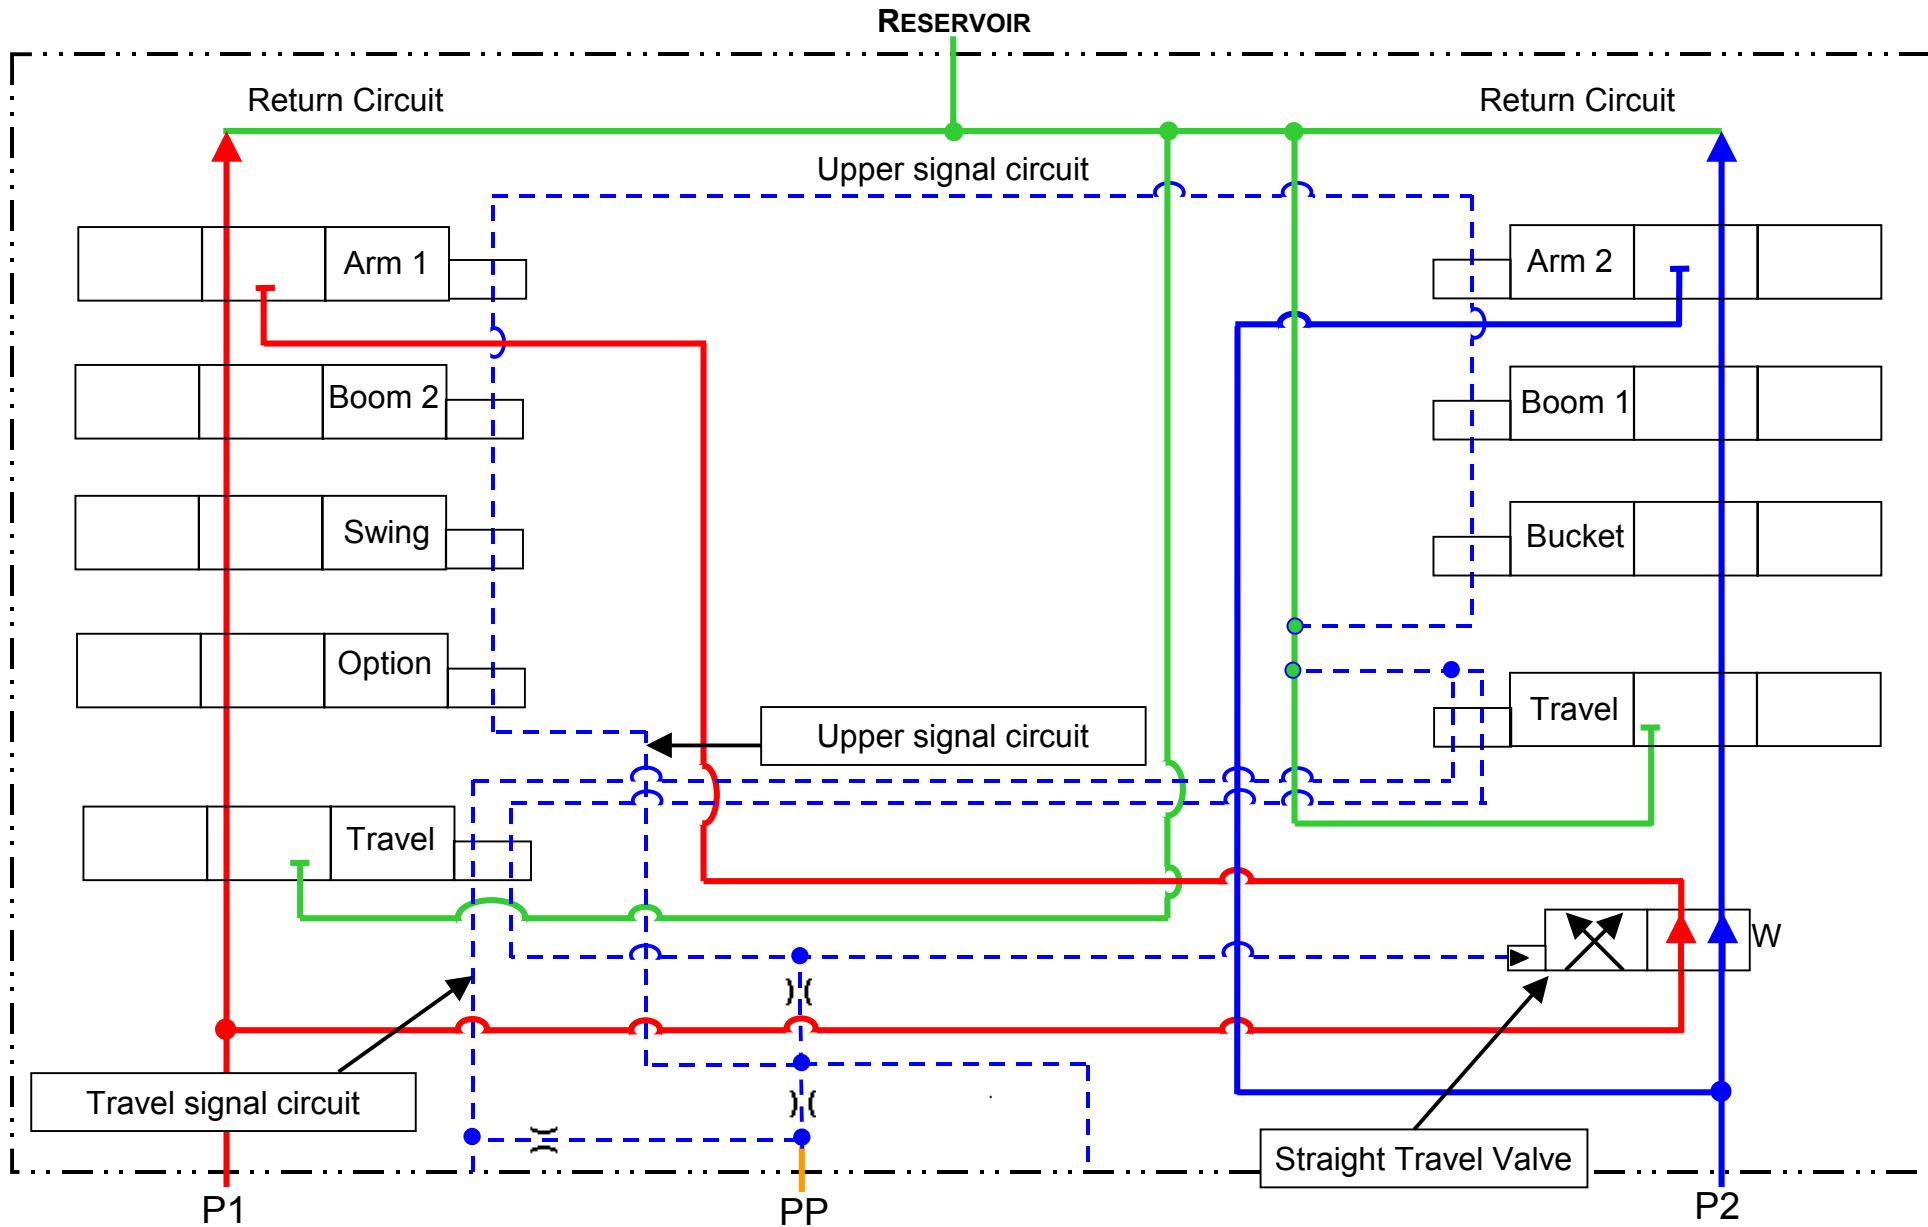 RESERVOIR
Return Circuit
Return Circuit
Upper signal circuit
Arm 1
Arm 2
Boom 2
Boom 1
Swing
Bucket
Option
Travel
Upper signal circuit
Travel
W
Travel signal circuit
Straight Travel Valve
P1
PP
P2